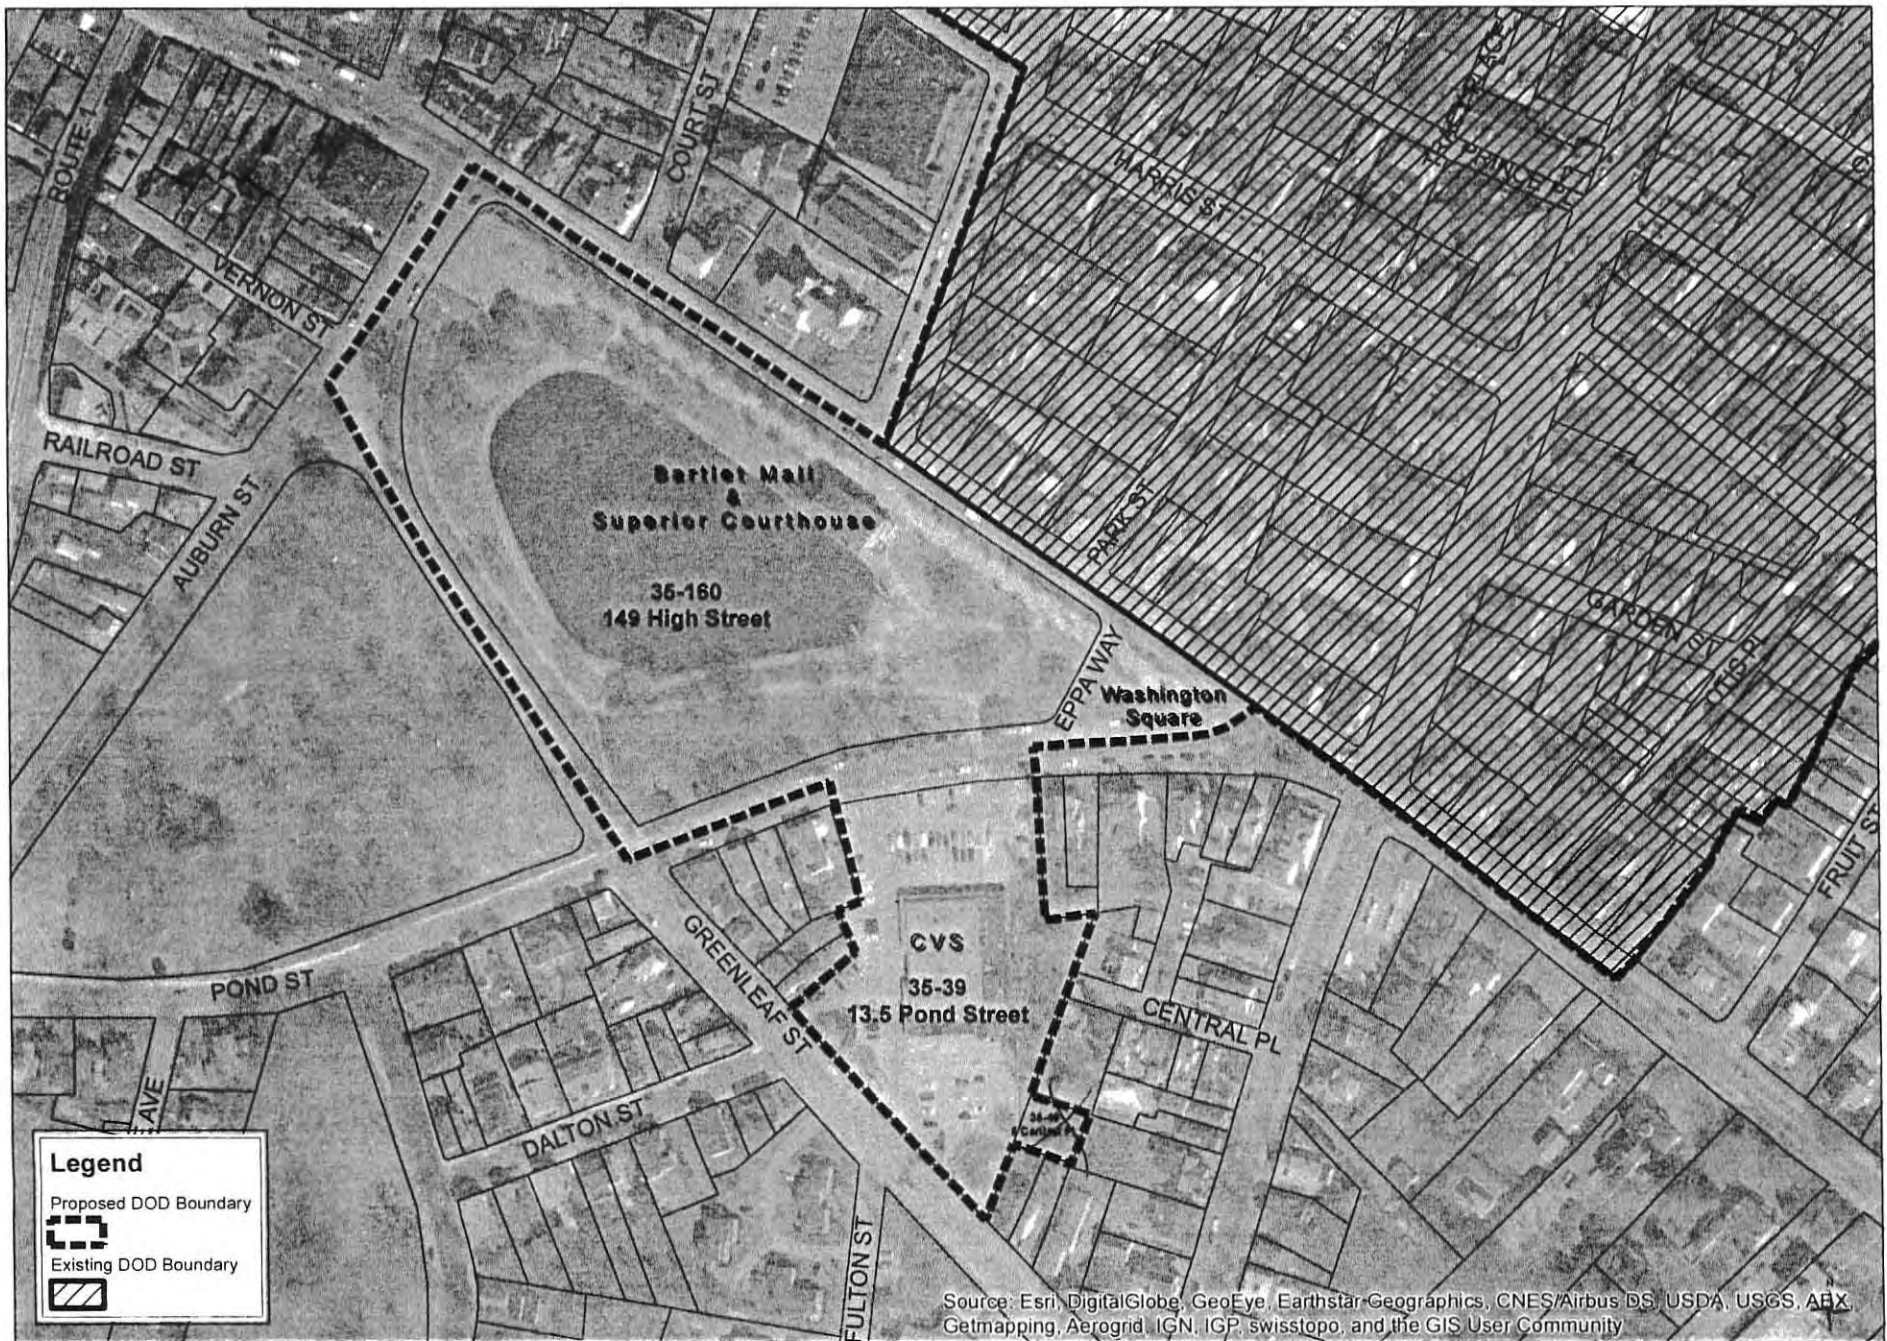 ROUTE 1
COURT ST
HARRIS ST
PRINCE PL
VERNON ST
RAILROAD ST
AUBURN ST
Bartlet Mall
&
Superior Courthouse
35-160
149 High Street
PARK ST
GARDEN ST
OTIS PL
EPPA WAY
Washington
Square
FRUIT ST
POND ST
GREENLEAF ST
CVS
35-39
13.5 Pond Street
CENTRAL PL
AVE
DALTON ST
FULTON ST
Legend
Proposed DOD Boundary
Existing DOD Boundary
Source: Esri, DigitalGlobe, GeoEye, Earthstar Geographics, CNES/Airbus DS, USDA, USGS, AEX,
Getmapping, Aerogrid, IGN, IGP, swisstopo, and the GIS User Community